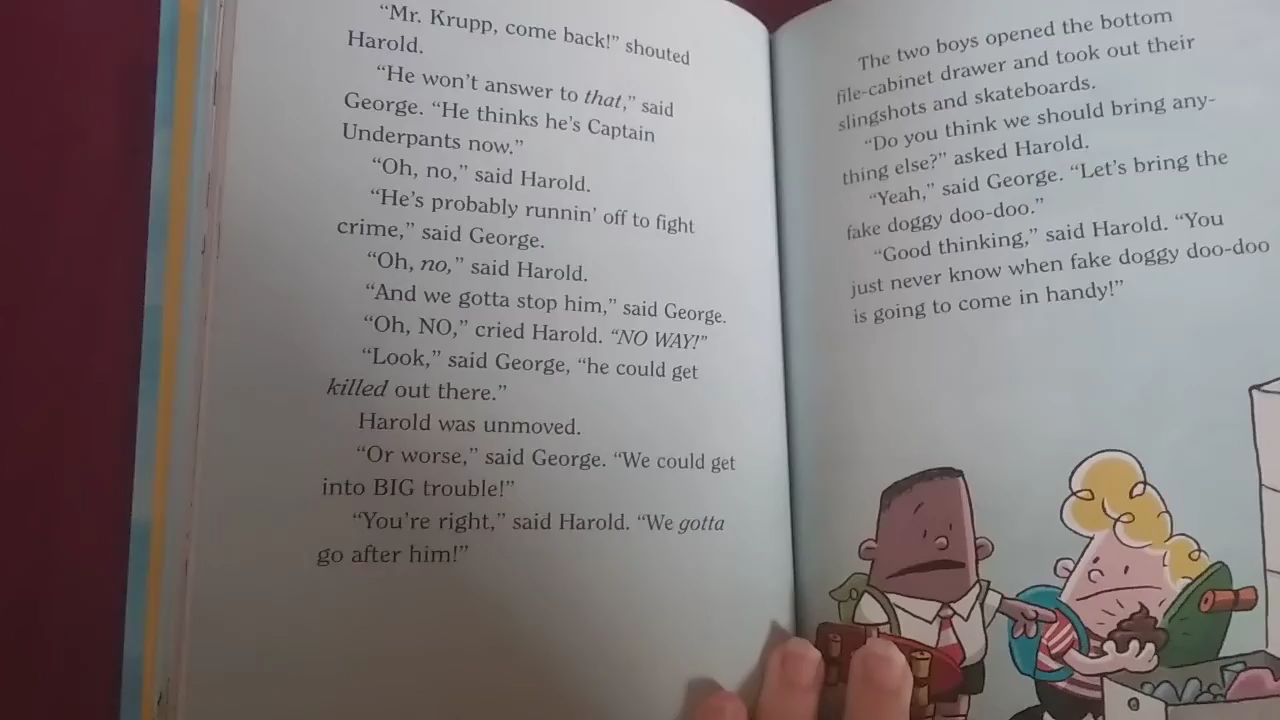 “Mr. Krupp, come back!” shouted
Harold.
“He won’t answer to that,” said
George. “He thinks he’s Captain
Underpants now.”
“Oh, no,” said Harold.
“He’s probably runnin’ off to fight
crime,” said George.
“Oh, no,” said Harold.
“And we gotta stop him,” said George.
“Oh, NO,” cried Harold. “NO WAY!”
“Look,” said George, “he could get
killed out there.”
Harold was unmoved.
“Or worse,” said George. “We could get
into BIG trouble!”
“You’re right,” said Harold. “We gotta
go after him!”
The two boys opened the bottom
file-cabinet drawer and took out their
slingshots and skateboards.
“Do you think we should bring any-
thing else?” asked Harold.
“Yeah,” said George. “Let’s bring the
fake doggy doo-doo.”
“Good thinking,” said Harold. “You
just never know when fake doggy doo-doo
is going to come in handy!”